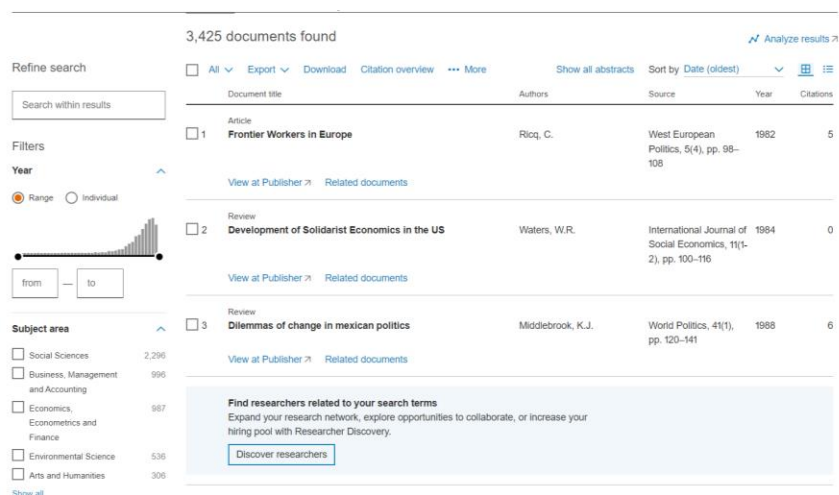 3,425 documents found
Analyze results
Refine search
All Export Download Citation overview ••• More Show all abstracts Sort by Date (oldest)
Search within results
Document title Authors Source Year Citations
Article
1 Frontier Workers in Europe Ricq, C. West European 1982 5
Politics, 5(4), pp. 98–
108
View at Publisher Related documents
Filters
Year
Range Individual
from — to
Review
2 Development of Solidarist Economics in the US Waters, W.R. International Journal of 1984 0
Social Economics, 11(1-
2), pp. 100–116
View at Publisher Related documents
Review
3 Dilemmas of change in mexican politics Middlebrook, K.J. World Politics, 41(1), 1988 6
pp. 120–141
View at Publisher Related documents
Subject area
Social Sciences 2,296
Business, Management 996
and Accounting
Economics, 987
Econometrics and
Finance
Environmental Science 536
Arts and Humanities 306
Show all
Find researchers related to your search terms
Expand your research network, explore opportunities to collaborate, or increase your
hiring pool with Researcher Discovery.
Discover researchers